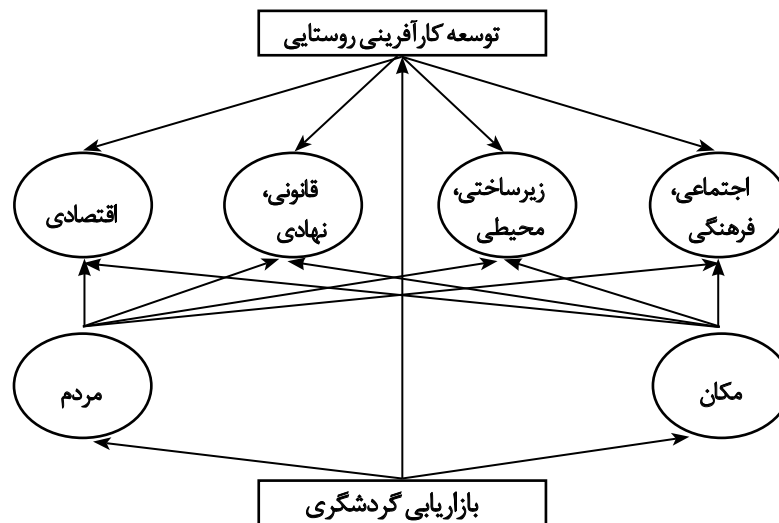 توسعه کارآفرینی روستایی
اجتماعی،
فرهنگی
زیرساختی،
محیطی
قانونی،
نهادی
اقتصادی
مکان
مردم
بازاریابی گردشگری